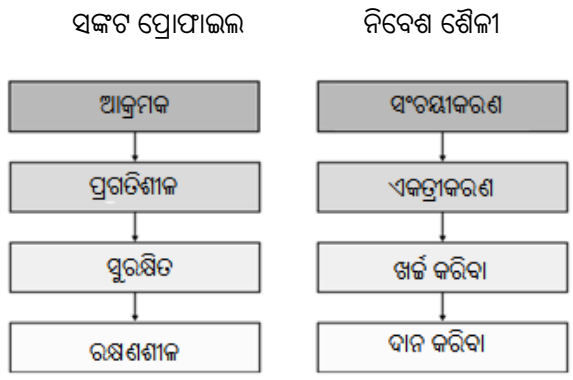 ସଙ୍କଟ ପ୍ରୋଫାଇଲ
ନିବେଶ ଶୈଳୀ
ଆକ୍ରମକ
ସଂଚୟୀକରଣ
ପ୍ରଗତିଶୀଳ
ଏକତ୍ରୀକରଣ
ସୁରକ୍ଷିତ
ଖର୍ଚ୍ଚ କରିବା
ରକ୍ଷଣଶୀଳ
ଦାନ କରିବା